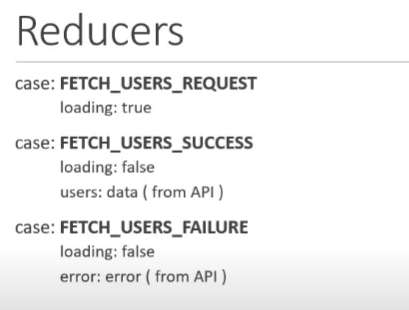 Reducers
case: FETCH_USERS_REQUEST
loading: true
case: FETCH_USERS_SUCCESS
loading: false
users: data ( from API )
case: FETCH_USERS_FAILURE
loading: false
error: error ( from API )